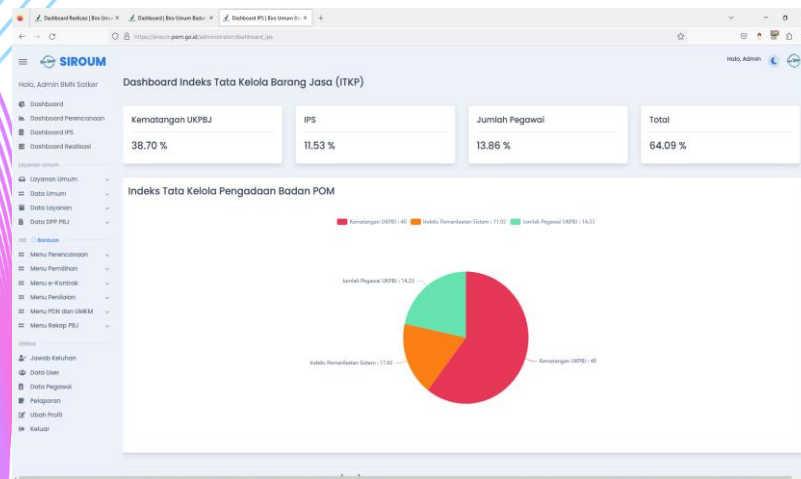 Dashboard Realisasi | Biro Umu
Dashboard | Biro Umum Badan
Dashboard IPS | Biro Umum Ba
https://siroum.pom.go.id/administrator/dashboard_ips
SIROUM
Halo, Admin
Halo, Admin BMN Satker
Dashboard
Dashboard Perencanaan
Dashboard IPS
Dashboard Realisasi
Layanan Umum
Layanan Umum
Data Umum
Data Layanan
Data DPP PBJ
Bantuan
Menu Perencanaan
Menu Pemilihan
Menu e-Kontrak
Menu Penilaian
Menu PDN dan UMKM
Menu Rekap PBJ
Utilitas
Jawab Keluhan
Data User
Data Pegawai
Pelaporan
Ubah Profil
Keluar
Dashboard Indeks Tata Kelola Barang Jasa (ITKP)
Kematangan UKPBJ
38.70 %
IPS
11.53 %
Jumlah Pegawai
13.86 %
Total
64.09 %
Indeks Tata Kelola Pengadaan Badan POM
Kematangan UKPBJ : 40 Indeks Pemanfaatan Sistem : 11.92 Jumlah Pegawai UKPBJ : 14.33
Jumlah Pegawai UKPBJ : 14.33
Indeks Pemanfaatan Sistem : 11.92
Kematangan UKPBJ : 40